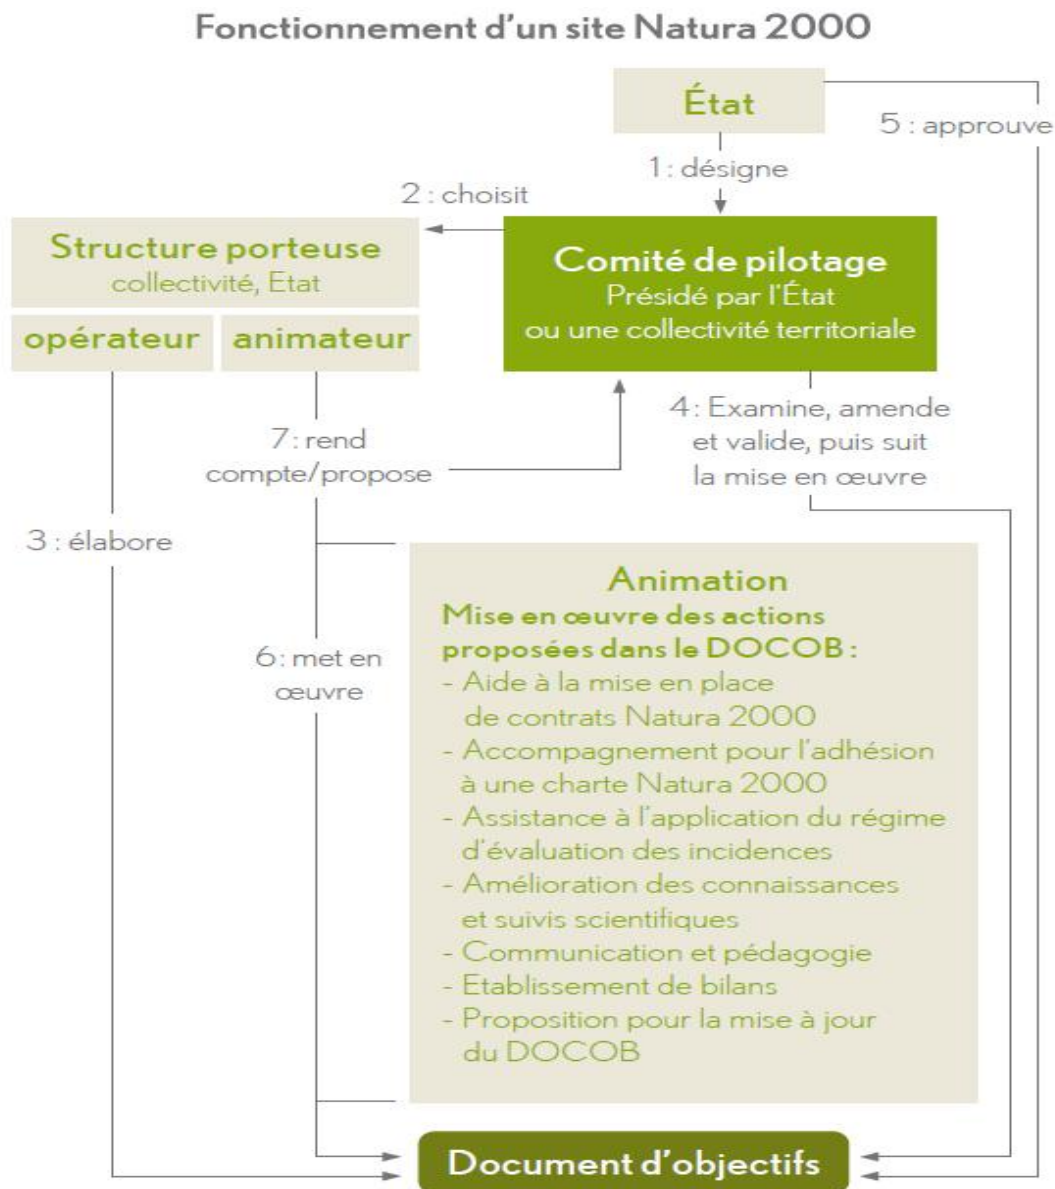 Fonctionnement d'un site Natura 2000
État
5 : approuve
1 : désigne
2 : choisit
Structure porteuse
collectivité, Etat
opérateur
animateur
Comité de pilotage
Présidé par l'État
ou une collectivité territoriale
4 : Examine, amende
et valide, puis suit
la mise en œuvre
7 : rend
compte/propose
3 : élabore
6 : met en
œuvre
Animation
Mise en œuvre des actions
proposées dans le DOCOB :
- Aide à la mise en place
de contrats Natura 2000
- Accompagnement pour l'adhésion
à une charte Natura 2000
- Assistance à l'application du régime
d'évaluation des incidences
- Amélioration des connaissances
et suivis scientifiques
- Communication et pédagogie
- Etablissement de bilans
- Proposition pour la mise à jour
du DOCOB
Document d'objectifs